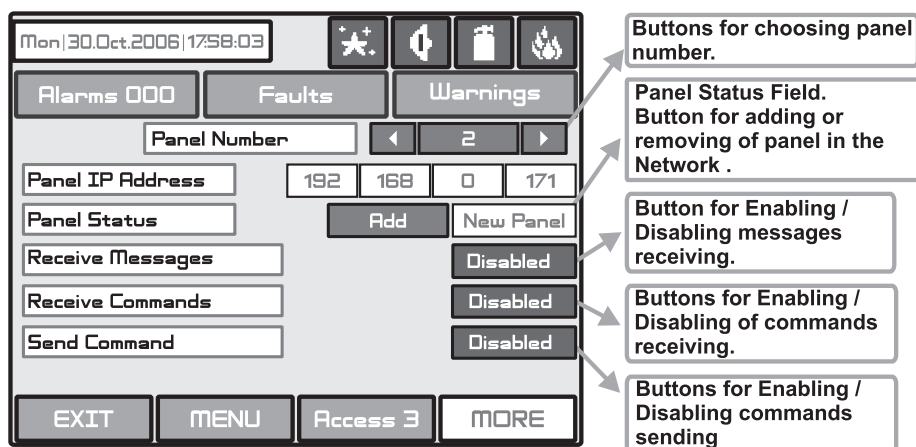 Mon|30.Oct.2006|17:58:03
Alarms 000 Faults Warnings
Panel Number 2
Panel IP Address 192 168 0 171
Panel Status Add New Panel
Receive Messages Disabled
Receive Commands Disabled
Send Command Disabled
EXIT MENU Access 3 MORE
Buttons for choosing panel
number.
Panel Status Field.
Button for adding or
removing of panel in the
Network .
Button for Enabling /
Disabling messages
receiving.
Buttons for Enabling /
Disabling of commands
receiving.
Buttons for Enabling /
Disabling commands
sending